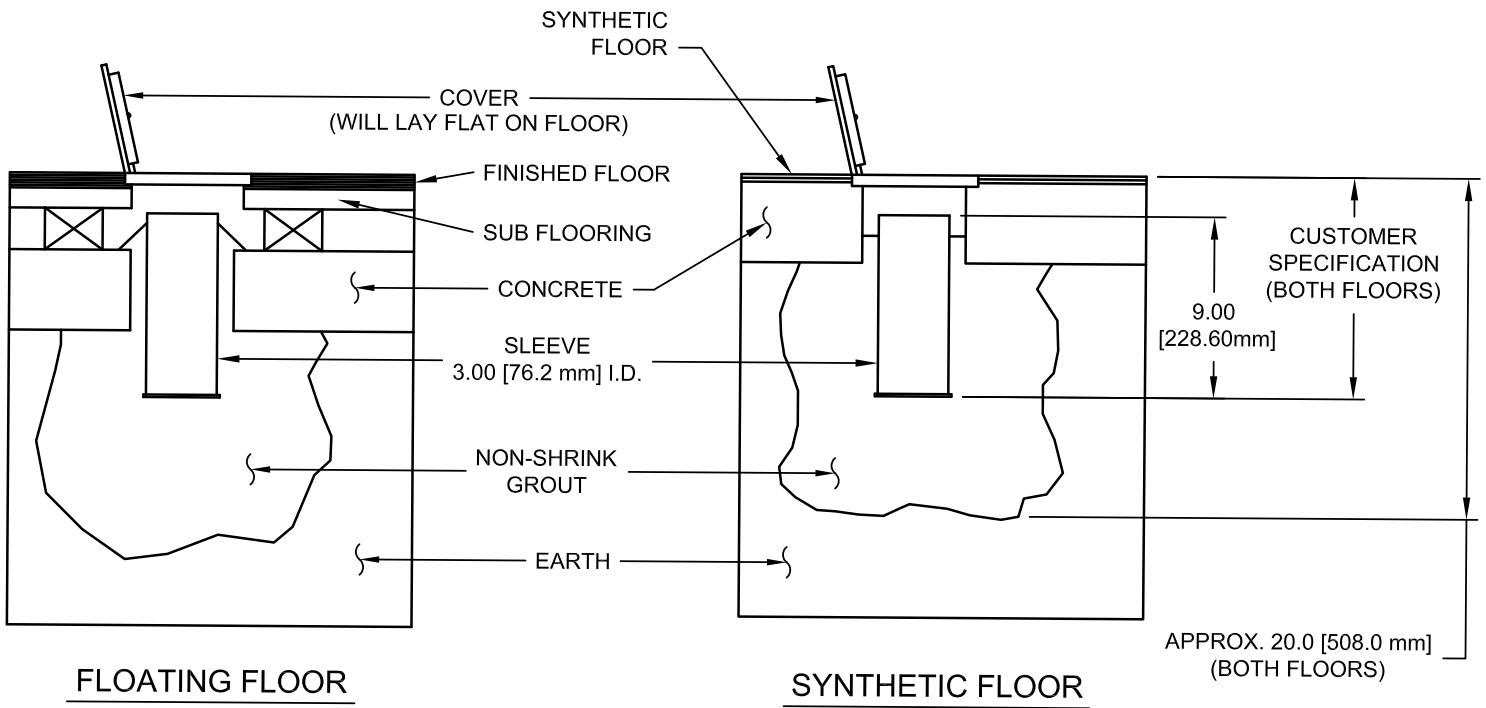 SYNTHETIC
FLOOR
COVER
(WILL LAY FLAT ON FLOOR)
FINISHED FLOOR
SUB FLOORING
CONCRETE
SLEEVE
3.00 [76.2 mm] I.D.
NON-SHRINK
GROUT
EARTH
CUSTOMER
SPECIFICATION
(BOTH FLOORS)
9.00
[228.60mm]
APPROX. 20.0 [508.0 mm]
(BOTH FLOORS)
FLOATING FLOOR
SYNTHETIC FLOOR